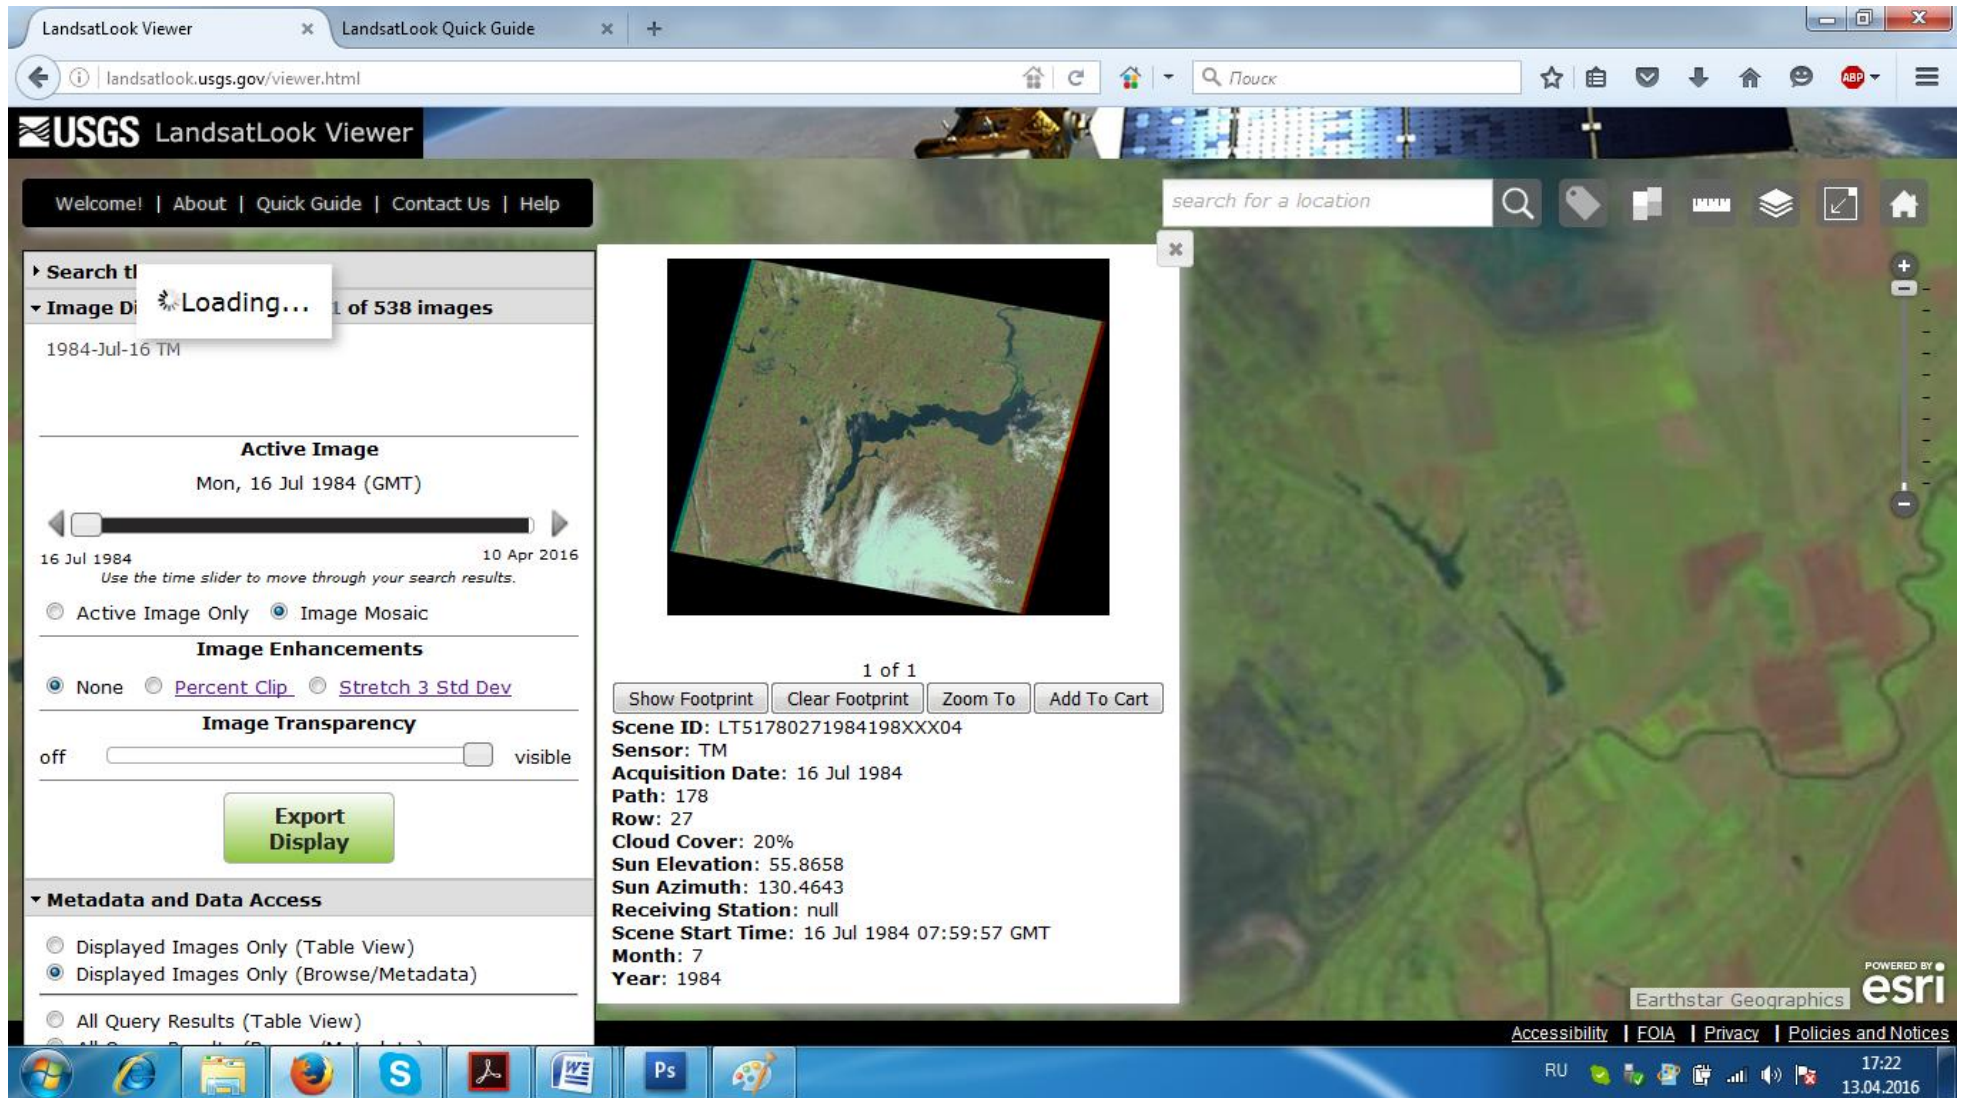 LandsatLook Viewer
LandsatLook Quick Guide
landsatlook.usgs.gov/viewer.html
Поиск
ABP
USGS LandsatLook Viewer
Welcome! | About | Quick Guide | Contact Us | Help
search for a location
Search t
Image Di
Loading...
1 of 538 images
1984-Jul-16 TM
Active Image
Mon, 16 Jul 1984 (GMT)
16 Jul 1984
10 Apr 2016
Use the time slider to move through your search results.
Active Image Only
Image Mosaic
Image Enhancements
None
Percent Clip
Stretch 3 Std Dev
Image Transparency
off
visible
Export
Display
Metadata and Data Access
Displayed Images Only (Table View)
Displayed Images Only (Browse/Metadata)
All Query Results (Table View)
1 of 1
Show Footprint
Clear Footprint
Zoom To
Add To Cart
Scene ID: LT51780271984198XXX04
Sensor: TM
Acquisition Date: 16 Jul 1984
Path: 178
Row: 27
Cloud Cover: 20%
Sun Elevation: 55.8658
Sun Azimuth: 130.4643
Receiving Station: null
Scene Start Time: 16 Jul 1984 07:59:57 GMT
Month: 7
Year: 1984
POWERED BY
esri
Earthstar Geographics
Accessibility | FOIA | Privacy | Policies and Notices
S
W
Ps
RU
17:22
13.04.2016